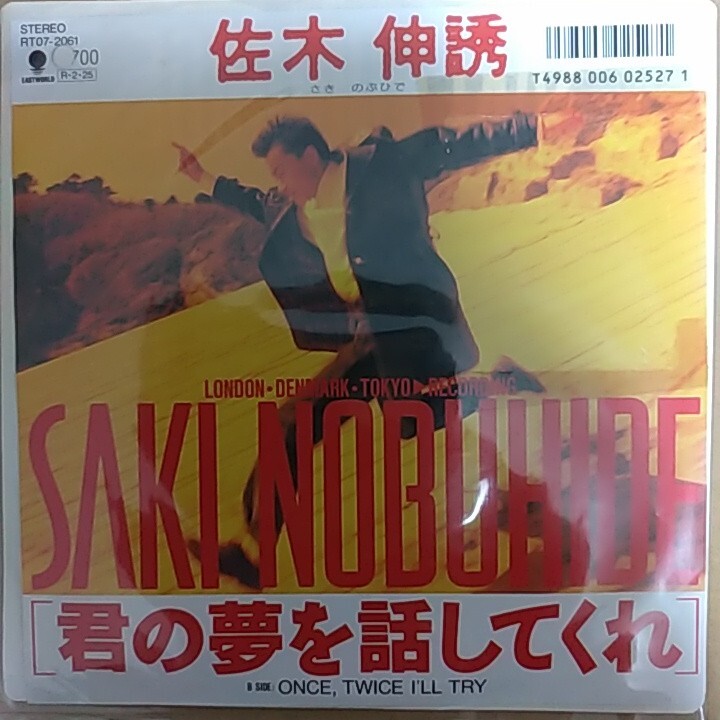 STEREO
RT07-2061
700
EASTWORLD
R-2・25
佐木 伸誘
さき のぶひで
T4988 006 02527 1
LONDON・DENMARK・TOKYO▶RECORDING
SAKI NOBUHIDE
[君の夢を話してくれ]
B SIDE: ONCE, TWICE I'LL TRY